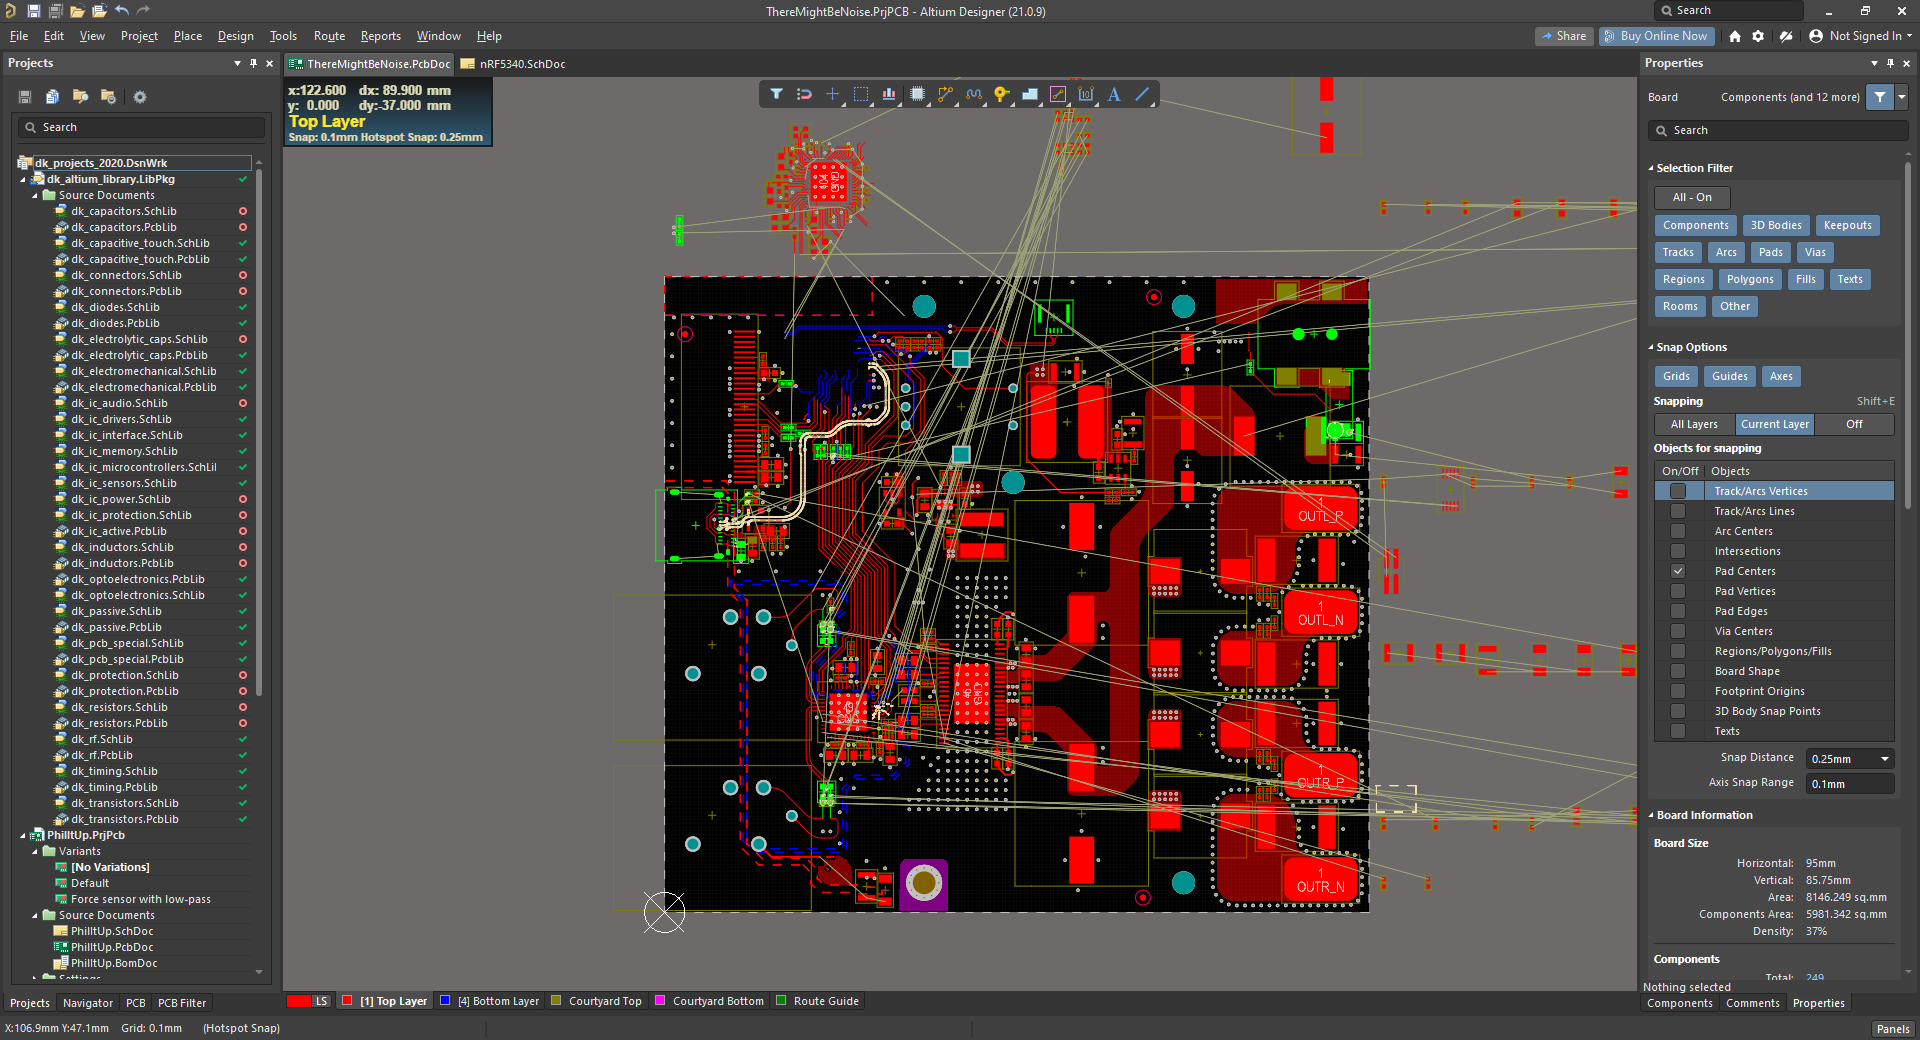 ThereMightBeNoise.PrjPCB - Altium Designer (21.0.9)
Search
File Edit View Project Place Design Tools Route Reports Window Help
Share
Buy Online Now
Not Signed In
Projects
ThereMightBeNoise.PcbDoc
nRF5340.SchDoc
Properties
x:122.600 dx: 89.900 mm
y: 0.000 dy:-37.000 mm
Top Layer
Snap: 0.1mm Hotspot Snap: 0.25mm
Search
dk_projects_2020.DsnWrk
dk_altium_library.LibPkg
Source Documents
dk_capacitors.SchLib
dk_capacitors.PcbLib
dk_capacitive_touch.SchLib
dk_capacitive_touch.PcbLib
dk_connectors.SchLib
dk_connectors.PcbLib
dk_diodes.SchLib
dk_diodes.PcbLib
dk_electrolytic_caps.SchLib
dk_electrolytic_caps.PcbLib
dk_electromechanical.SchLib
dk_electromechanical.PcbLib
dk_ic_audio.SchLib
dk_ic_drivers.SchLib
dk_ic_interface.SchLib
dk_ic_memory.SchLib
dk_ic_microcontrollers.SchLi
dk_ic_sensors.SchLib
dk_ic_power.SchLib
dk_ic_protection.SchLib
dk_ic_active.PcbLib
dk_inductors.SchLib
dk_inductors.PcbLib
dk_optoelectronics.PcbLib
dk_optoelectronics.SchLib
dk_passive.SchLib
dk_passive.PcbLib
dk_pcb_special.SchLib
dk_pcb_special.PcbLib
dk_protection.SchLib
dk_protection.PcbLib
dk_resistors.SchLib
dk_resistors.PcbLib
dk_rf.SchLib
dk_rf.PcbLib
dk_timing.SchLib
dk_timing.PcbLib
dk_transistors.SchLib
dk_transistors.PcbLib
PhilltUp.PrjPcb
Variants
[No Variations]
Default
Force sensor with low-pass
Source Documents
PhilltUp.SchDoc
PhilltUp.PcbDoc
PhilltUp.BomDoc
Settings
Projects Navigator PCB PCB Filter
104
GND
1
OUTL_P
1
OUTL_N
1
OUTR_P
1
OUTR_N
LS
[1] Top Layer
[4] Bottom Layer
Courtyard Top
Courtyard Bottom
Route Guide
Board
Components (and 12 more)
Search
Selection Filter
All - On
Components 3D Bodies Keepouts
Tracks Arcs Pads Vias
Regions Polygons Fills Texts
Rooms Other
Snap Options
Grids Guides Axes
Snapping Shift+E
All Layers Current Layer Off
Objects for snapping
On/Off Objects
Track/Arcs Vertices
Track/Arcs Lines
Arc Centers
Intersections
Pad Centers
Pad Vertices
Pad Edges
Via Centers
Regions/Polygons/Fills
Board Shape
Footprint Origins
3D Body Snap Points
Texts
Snap Distance 0.25mm
Axis Snap Range 0.1mm
Board Information
Board Size
Horizontal: 95mm
Vertical: 85.75mm
Area: 8146.249 sq.mm
Components Area: 5981.342 sq.mm
Density: 37%
Components
Total: 249
Nothing selected
Components Comments Properties
X:106.9mm Y:47.1mm Grid: 0.1mm (Hotspot Snap)
Panels